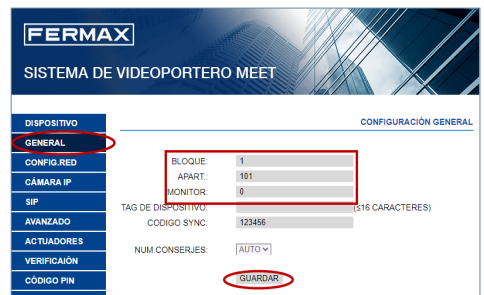 FERMAX
SISTEMA DE VIDEOPORTERO MEET
DISPOSITIVO
CONFIGURACIÓN GENERAL
GENERAL
CONFIG.RED
BLOQUE: 1
APART.: 101
CÁMARA IP
MONITOR: 0
SIP
TAG DE DISPOSITIVO: (≤16 CARACTERES)
AVANZADO
CODIGO SYNC: 123456
ACTUADORES
NUM.CONSERJES: AUTO
VERIFICAIÓN
CÓDIGO PIN
GUARDAR